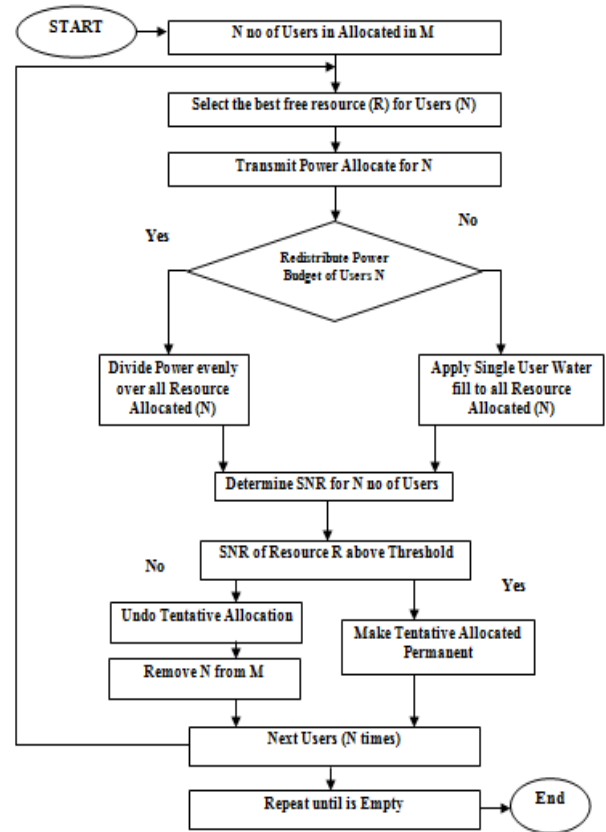 START
N no of Users in Allocated in M
Select the best free resource (R) for Users (N)
Transmit Power Allocate for N
Yes
No
Redistribute Power
Budget of Users N
Divide Power evenly
over all Resource
Allocated (N)
Apply Single User Water
fill to all Resource
Allocated (N)
Determine SNR for N no of Users
SNR of Resource R above Threshold
No
Yes
Undo Tentative Allocation
Make Tentative Allocated
Permanent
Remove N from M
Next Users (N times)
Repeat until is Empty
End